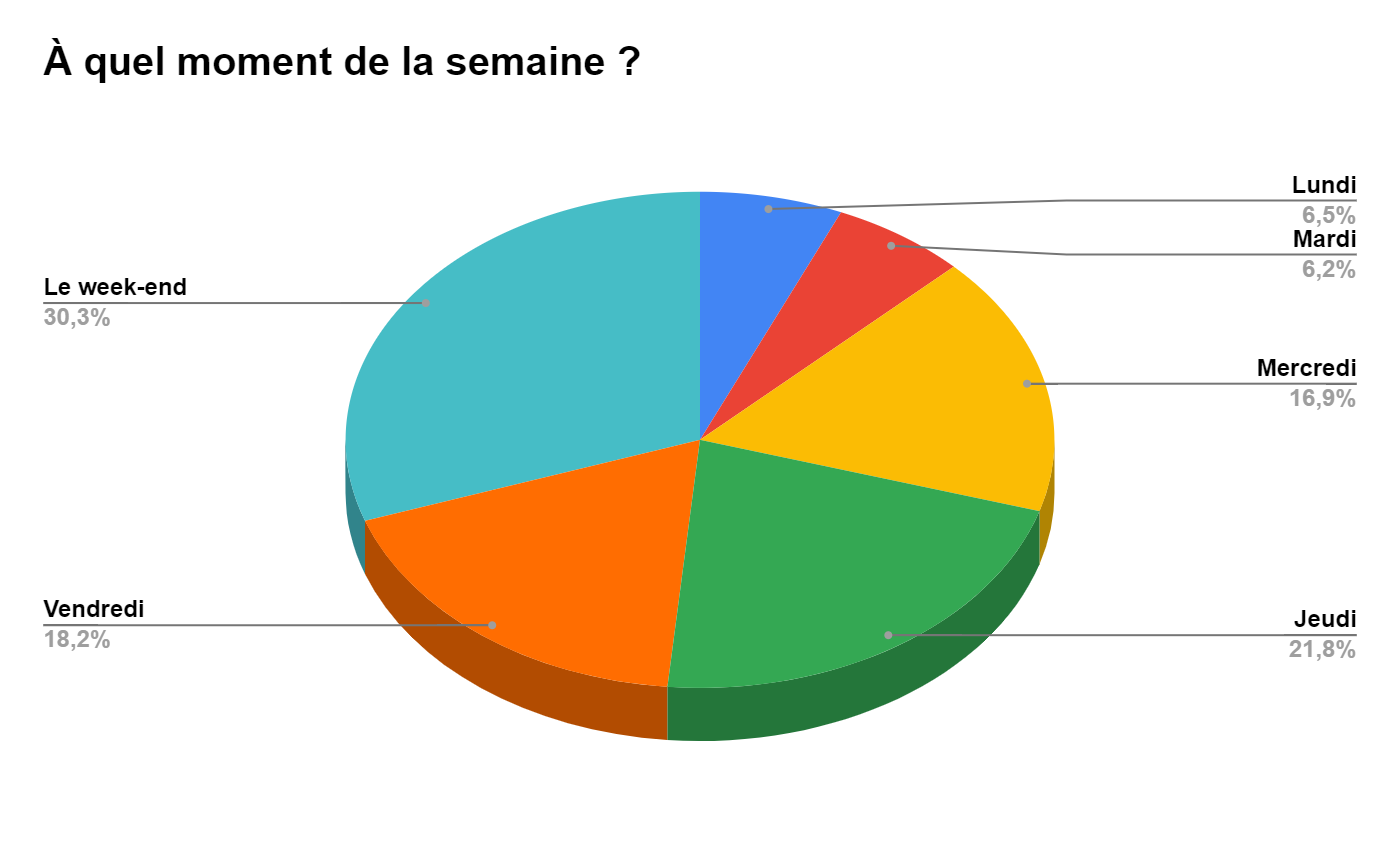 À quel moment de la semaine ?
Lundi
6,5%
Mardi
6,2%
Le week-end
30,3%
Mercredi
16,9%
Vendredi
18,2%
Jeudi
21,8%